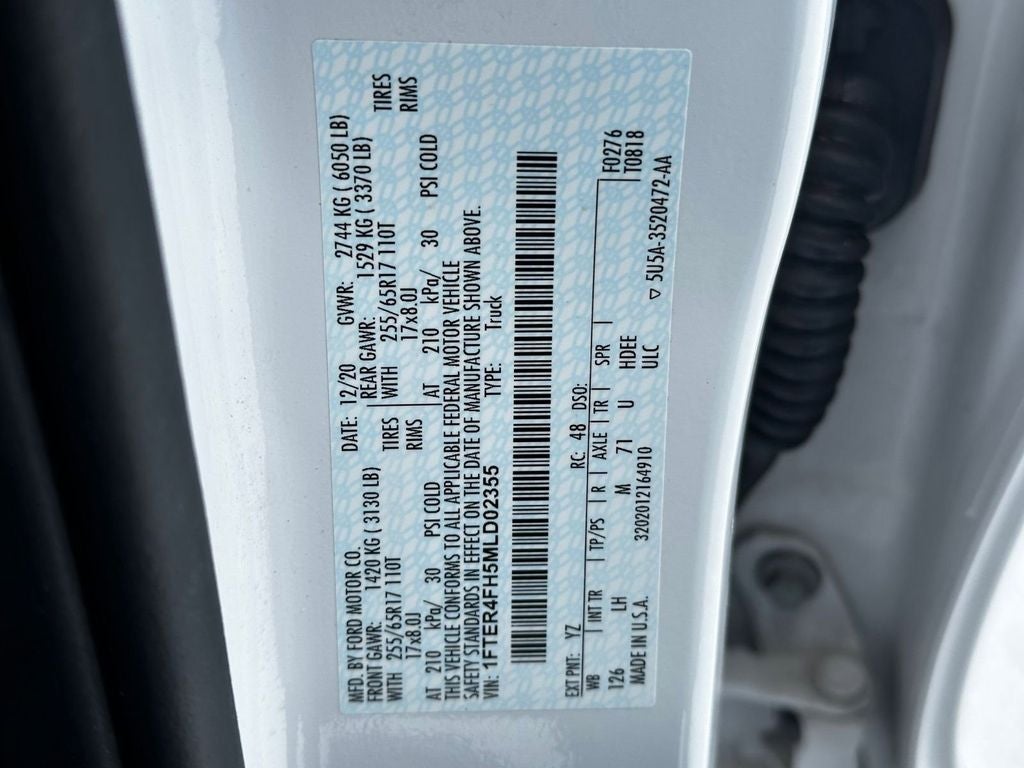 MFD. BY FORD MOTOR CO.
DATE: 12/20 GVWR: 2744 KG ( 6050 LB)
FRONT GAWR: 1420 KG ( 3130 LB) REAR GAWR: 1529 KG ( 3370 LB)
WITH 255/65R17 110T TIRES WITH 255/65R17 110T TIRES
17x8.0J RIMS 17x8.0J RIMS
AT 210 kPa/ 30 PSI COLD AT 210 kPa/ 30 PSI COLD
THIS VEHICLE CONFORMS TO ALL APPLICABLE FEDERAL MOTOR VEHICLE
SAFETY STANDARDS IN EFFECT ON THE DATE OF MANUFACTURE SHOWN ABOVE.
VIN: 1FTER4FH5MLD02355 TYPE: Truck
EXT PNT: YZ RC: 48 DSO:
WB INT TR TP/PS R AXLE TR SPR F0276
126 LH M 71 U HDEE T0818
ULC
MADE IN U.S.A. 320201216491​0 ▽ 5U5A-3520472-AA